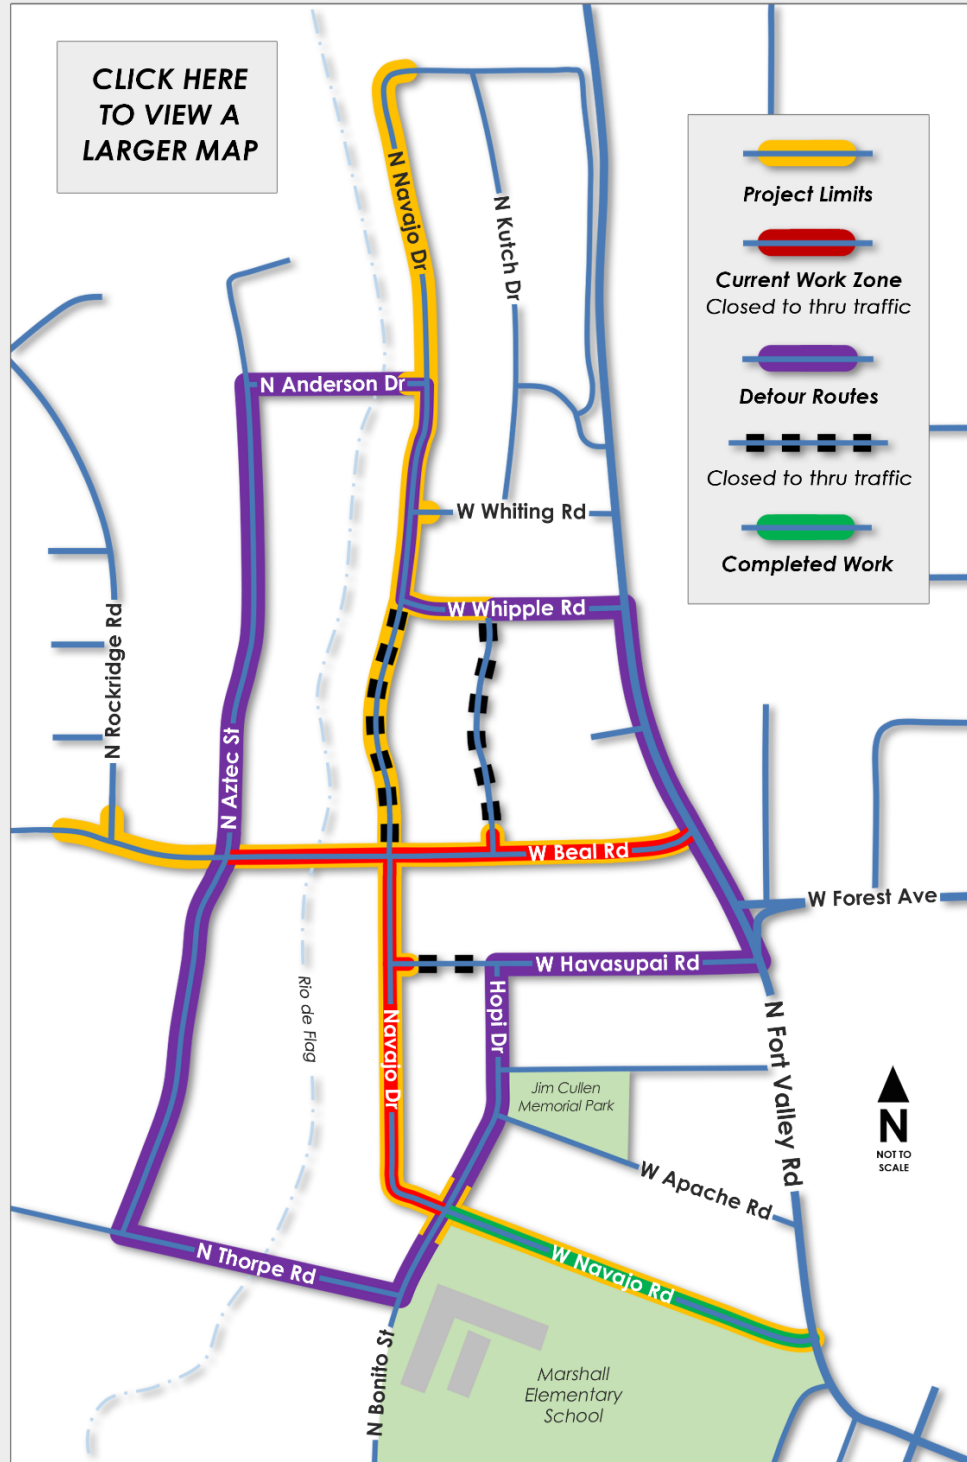 CLICK HERE
TO VIEW A
LARGER MAP
Project Limits
Current Work Zone
Closed to thru traffic
Detour Routes
Closed to thru traffic
Completed Work
N Navajo Dr
N Kutch Dr
N Anderson Dr
W Whiting Rd
W Whipple Rd
N Rockridge Rd
N Aztec St
W Beal Rd
W Forest Ave
W Havasupai Rd
Hopi Dr
Rio de Flag
Navajo Dr
N Fort Valley Rd
Jim Cullen
Memorial Park
N
NOT TO
SCALE
W Apache Rd
N Thorpe Rd
W Navajo Rd
N Bonito St
Marshall
Elementary
School